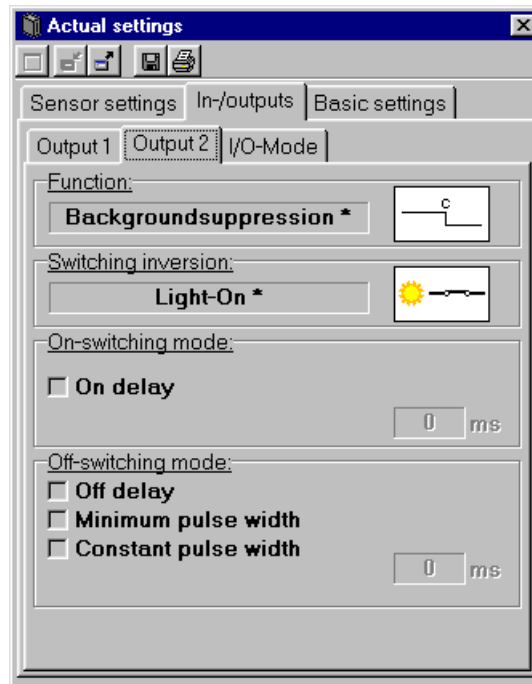 Actual settings
Sensor settings In-/outputs Basic settings
Output 1 Output 2 I/O-Mode
Function:
Backgroundsuppression *
C
Switching inversion:
Light-On *
On-switching mode:
On delay
0 ms
Off-switching mode:
Off delay
Minimum pulse width
Constant pulse width
0 ms